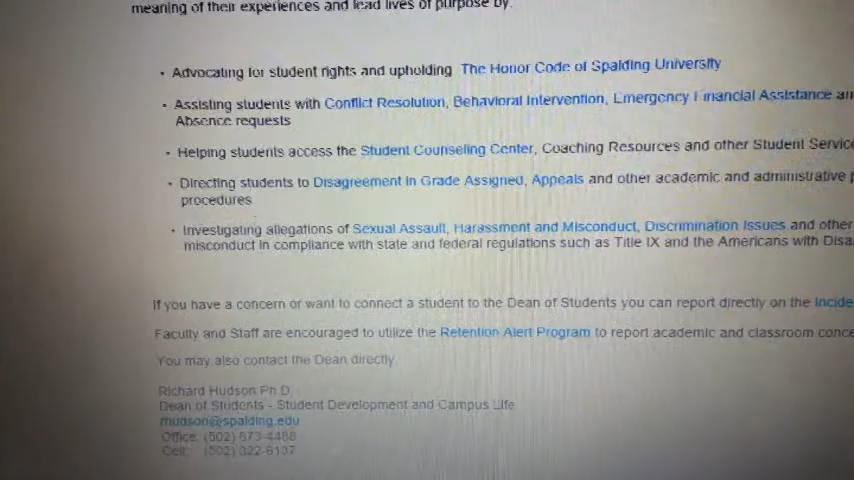 meaning of their experiences and lead lives of purpose by:
• Advocating for student rights and upholding The Honor Code of Spalding University
• Assisting students with Conflict Resolution, Behavioral Intervention, Emergency Financial Assistance an
Absence requests
• Helping students access the Student Counseling Center, Coaching Resources and other Student Service
• Directing students to Disagreement in Grade Assigned, Appeals and other academic and administrative p
procedures
• Investigating allegations of Sexual Assault, Harassment and Misconduct, Discrimination Issues and other
misconduct in compliance with state and federal regulations such as Title IX and the Americans with Disa
If you have a concern or want to connect a student to the Dean of Students you can report directly on the Incide
Faculty and Staff are encouraged to utilize the Retention Alert Program to report academic and classroom conce
You may also contact the Dean directly.
Richard Hudson Ph.D.
Dean of Students - Student Development and Campus Life
rhudson@spalding.edu
Office: (502)
Cell: (502)